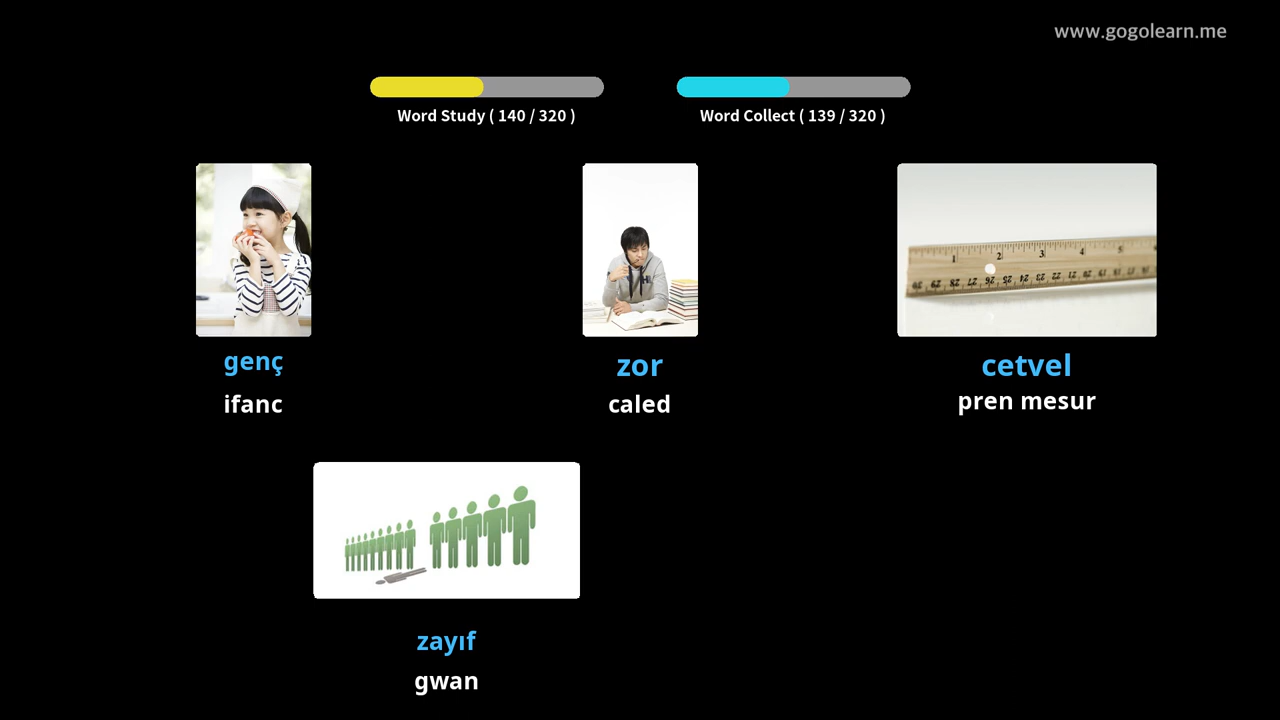 www.gogolearn.me
Word Study ( 140 / 320 )
Word Collect ( 139 / 320 )
genç
ifanc
zor
caled
cetvel
pren mesur
zayıf
gwan